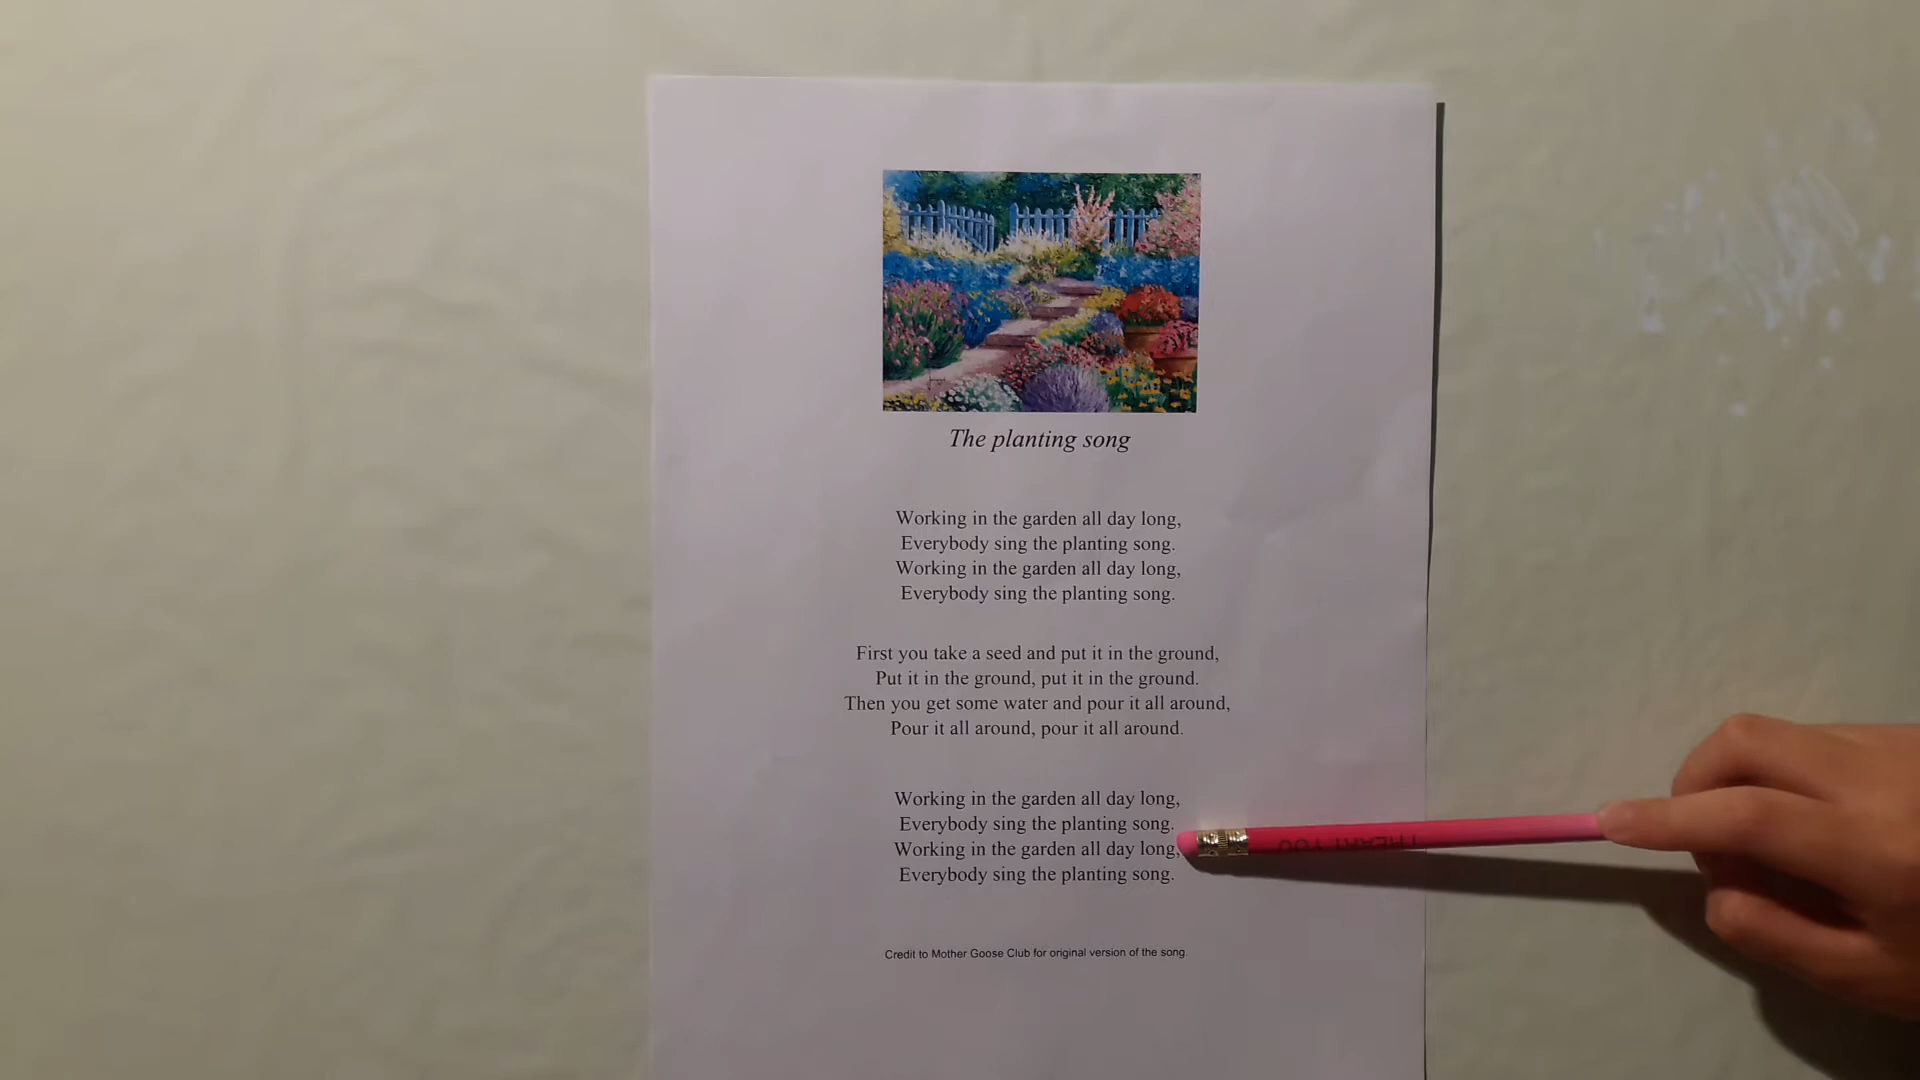 The planting song
Working in the garden all day long,
Everybody sing the planting song.
Working in the garden all day long,
Everybody sing the planting song.
First you take a seed and put it in the ground,
Put it in the ground, put it in the ground.
Then you get some water and pour it all around,
Pour it all around, pour it all around.
Working in the garden all day long,
Everybody sing the planting song.
Working in the garden all day long,
Everybody sing the planting song.
Credit to Mother Goose Club for original version of the song.